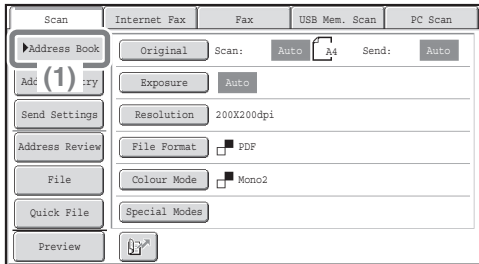 Scan Internet Fax Fax USB Mem. Scan PC Scan
Address Book Original Scan: Auto A4 Send: Auto
(1)
Exposure Auto
Send Settings Resolution 200X200dpi
Address Review File Format PDF
File Colour Mode Mono2
Quick File Special Modes
Preview